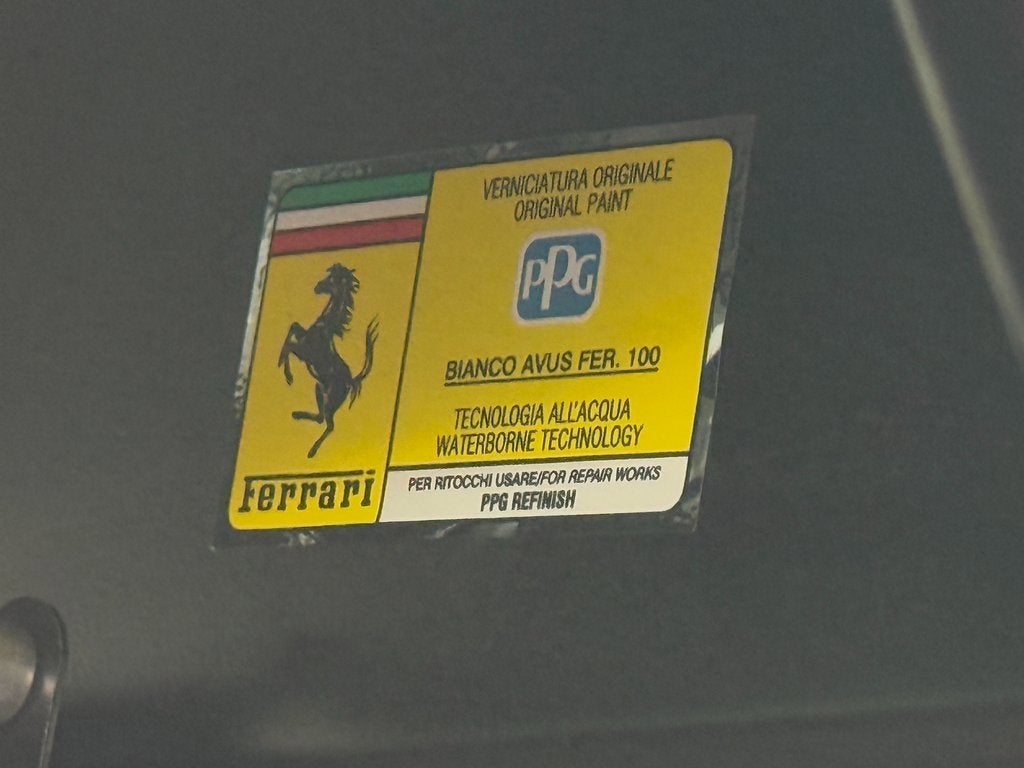 VERNICIATURA ORIGINALE
ORIGINAL PAINT
PPG
BIANCO AVUS FER. 100
TECNOLOGIA ALL'ACQUA
WATERBORNE TECHNOLOGY
PER RITOCCHI USARE/FOR REPAIR WORKS
PPG REFINISH
Ferrari